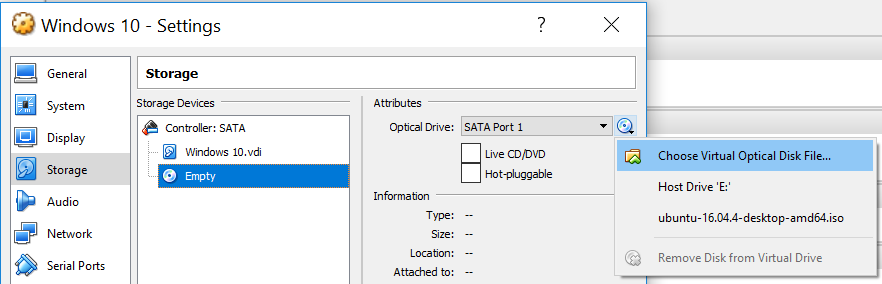 Windows 10 - Settings
?
General
System
Display
Storage
Audio
Network
Serial Ports
Storage
Storage Devices
Controller: SATA
Windows 10.vdi
Empty
Attributes
Optical Drive: SATA Port 1
Live CD/DVD
Hot-pluggable
Information
Type: --
Size: --
Location: --
Attached to: --
Choose Virtual Optical Disk File...
Host Drive 'E:'
ubuntu-16.04.4-desktop-amd64.iso
Remove Disk from Virtual Drive